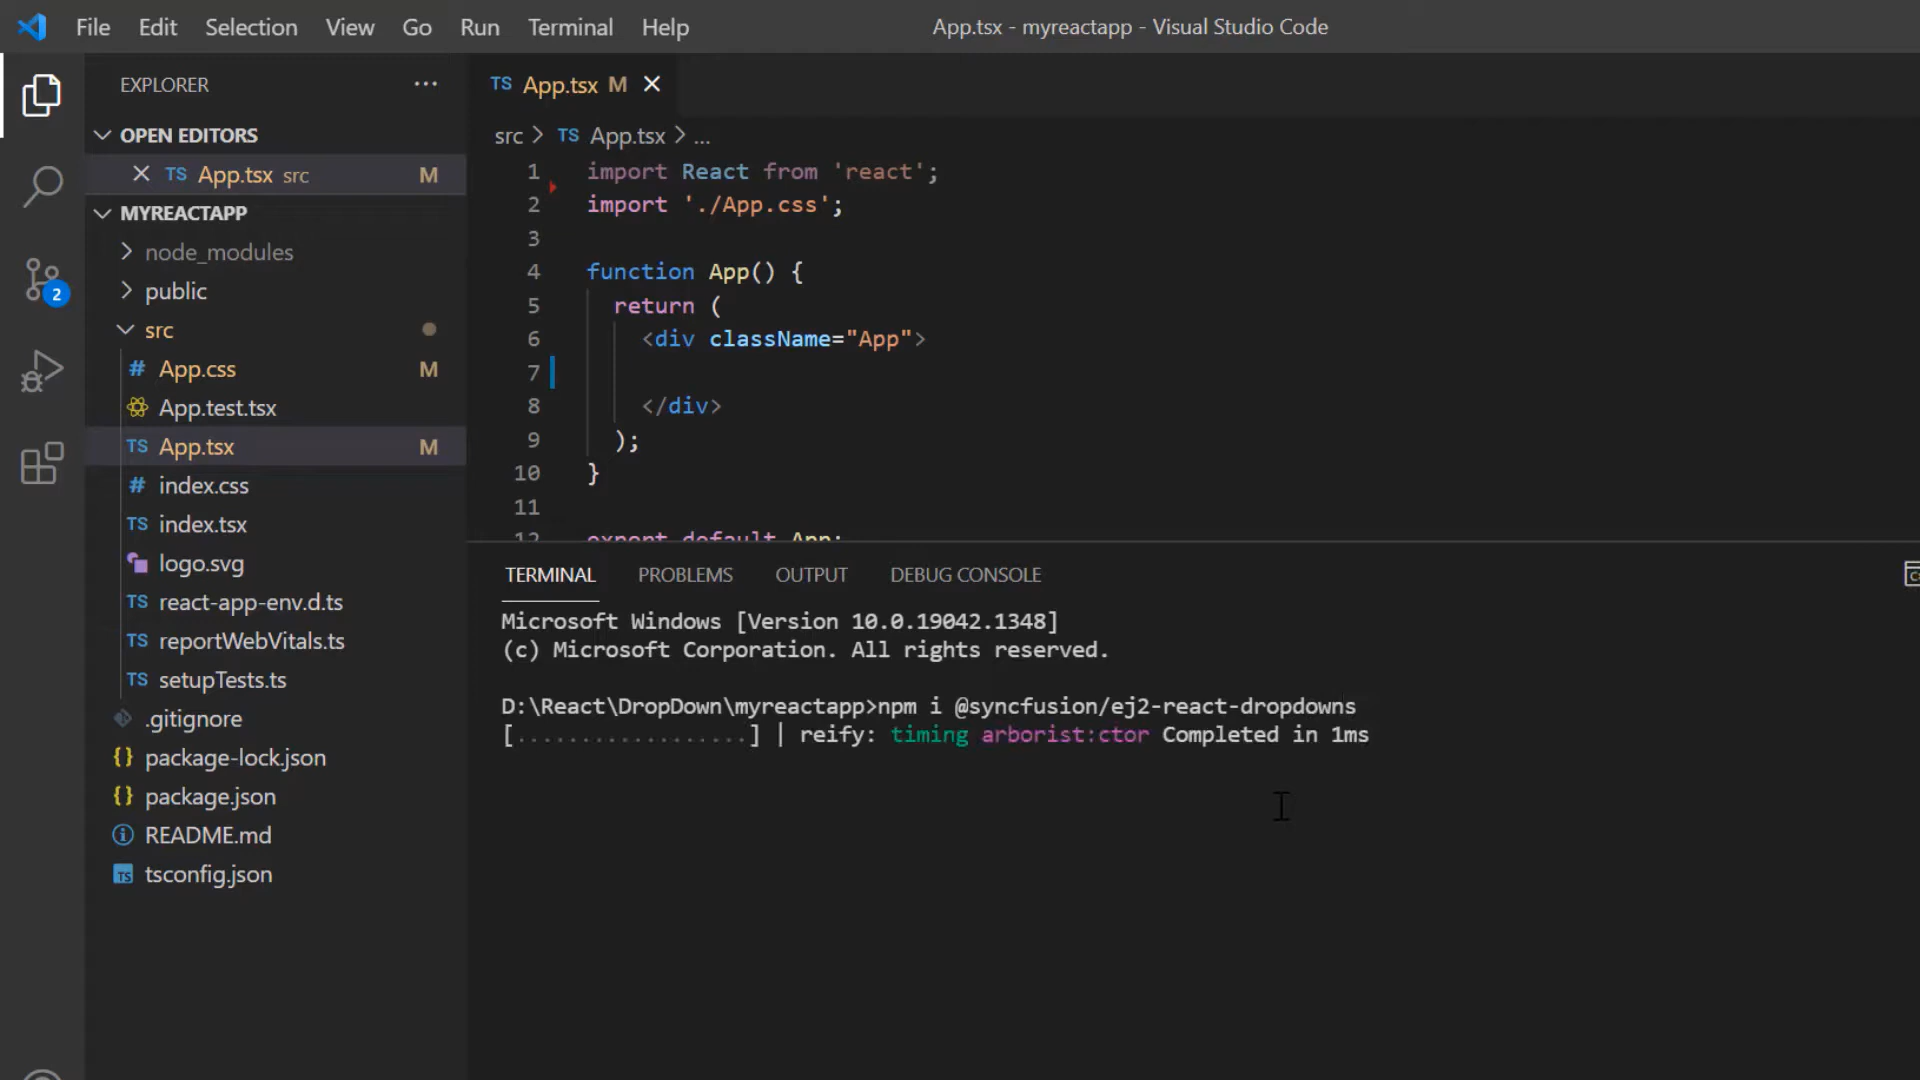 File Edit Selection View Go Run Terminal Help
App.tsx - myreactapp - Visual Studio Code
EXPLORER
OPEN EDITORS
TS App.tsx src M
MYREACTAPP
node_modules
public
src
# App.css M
App.test.tsx
TS App.tsx M
# index.css
TS index.tsx
logo.svg
TS react-app-env.d.ts
TS reportWebVitals.ts
TS setupTests.ts
.gitignore
{} package-lock.json
{} package.json
README.md
TS tsconfig.json
2
TS App.tsx M
src > TS App.tsx > ...
1 import React from 'react';
2 import './App.css';
3
4 function App() {
5 return (
6 <div className="App">
7
8 </div>
9 );
10 }
11
12 export default App;
TERMINAL PROBLEMS OUTPUT DEBUG CONSOLE
Microsoft Windows [Version 10.0.19042.1348]
(c) Microsoft Corporation. All rights reserved.
D:\React\DropDown\myreactapp>npm i @syncfusion/ej2-react-dropdowns
[..................] | reify: timing arborist:ctor Completed in 1ms